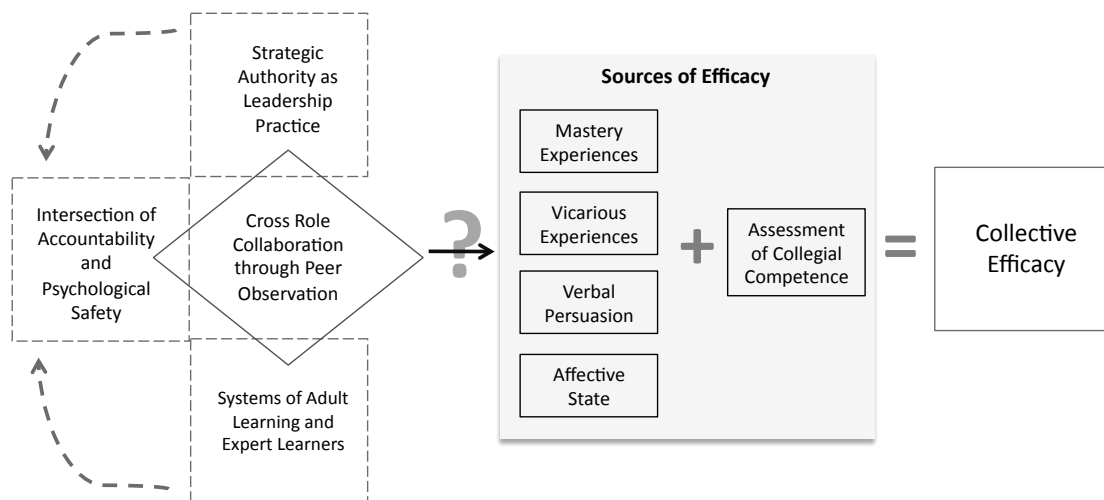 Strategic
Authority as
Leadership
Practice
Intersection of
Accountability
and
Psychological
Safety
Cross Role
Collaboration
through Peer
Observation
Systems of Adult
Learning and
Expert Learners
?
Sources of Efficacy
Mastery
Experiences
Vicarious
Experiences
Verbal
Persuasion
Affective
State
+
Assessment
of Collegial
Competence
=
Collective
Efficacy